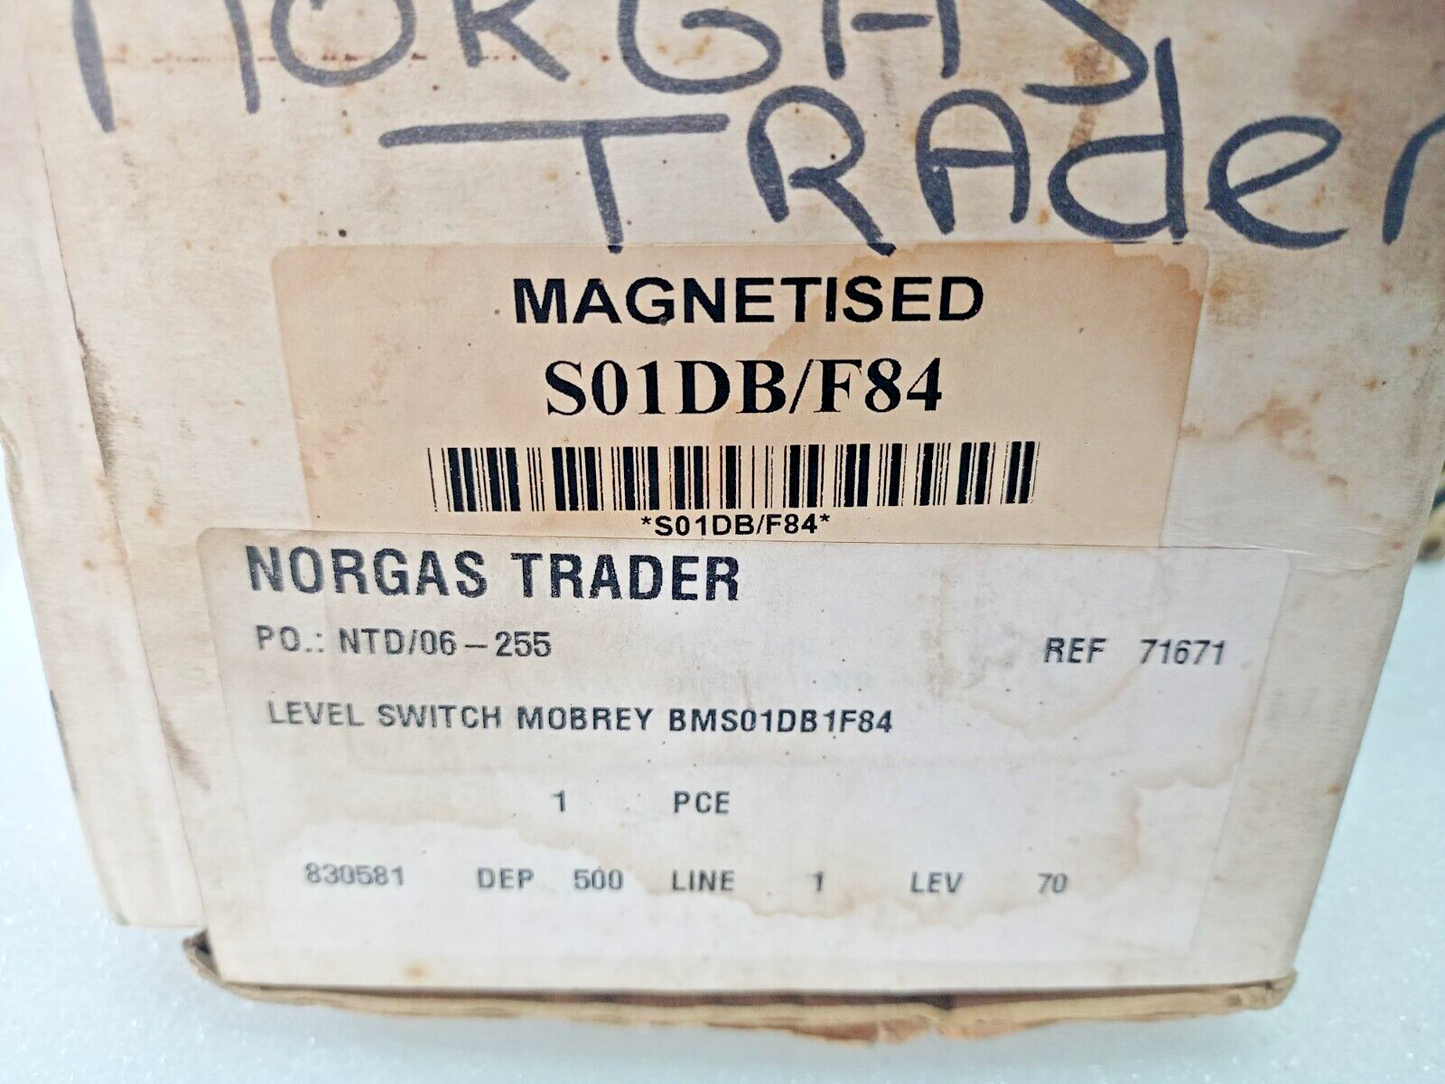 NORGAS
TRAder
MAGNETISED
S01DB/F84
*S01DB/F84*
NORGAS TRADER
PO.: NTD/06-255 REF 71671
LEVEL SWITCH MOBREY BMS01DB1F84
1 PCE
830581 DEP 500 LINE 1 LEV 70